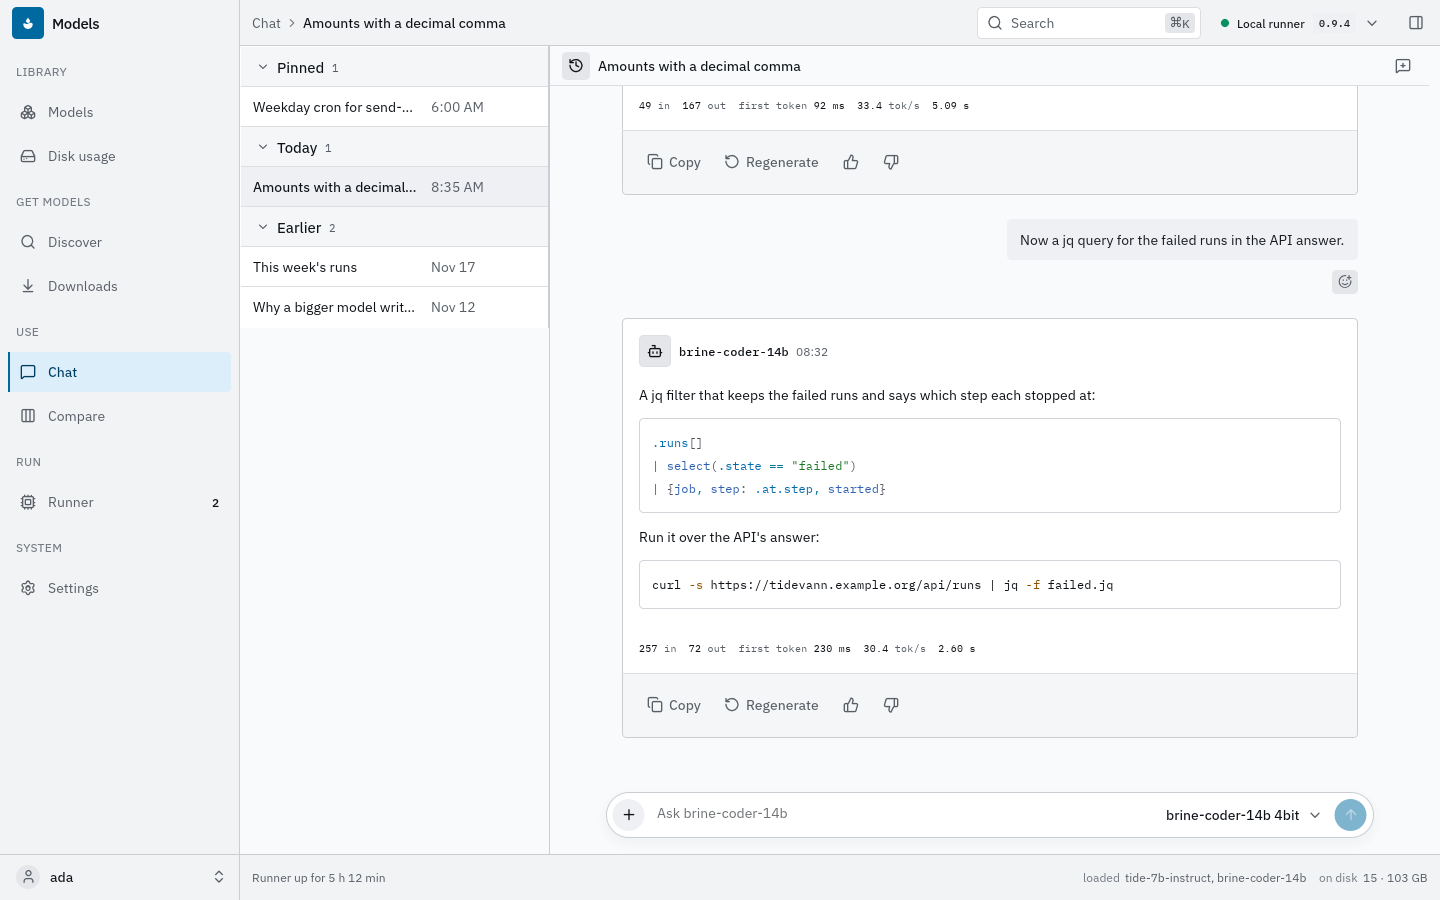 Models
Chat > Amounts with a decimal comma
Search
⌘K
Local runner 0.9.4
LIBRARY
Models
Disk usage
GET MODELS
Discover
Downloads
USE
Chat
Compare
RUN
Runner 2
SYSTEM
Settings
ada
Pinned 1
Weekday cron for send-... 6:00 AM
Today 1
Amounts with a decimal... 8:35 AM
Earlier 2
This week's runs Nov 17
Why a bigger model writ... Nov 12
Amounts with a decimal comma
49 in 167 out first token 92 ms 33.4 tok/s 5.09 s
Copy Regenerate
Now a jq query for the failed runs in the API answer.
brine-coder-14b 08:32
A jq filter that keeps the failed runs and says which step each stopped at:
.runs[]
| select(.state == "failed")
| {job, step: .at.step, started}
Run it over the API's answer:
curl -s https://tidevann.example.org/api/runs | jq -f failed.jq
257 in 72 out first token 230 ms 30.4 tok/s 2.60 s
Copy Regenerate
Ask brine-coder-14b
brine-coder-14b 4bit
Runner up for 5 h 12 min
loaded tide-7b-instruct, brine-coder-14b on disk 15 · 103 GB